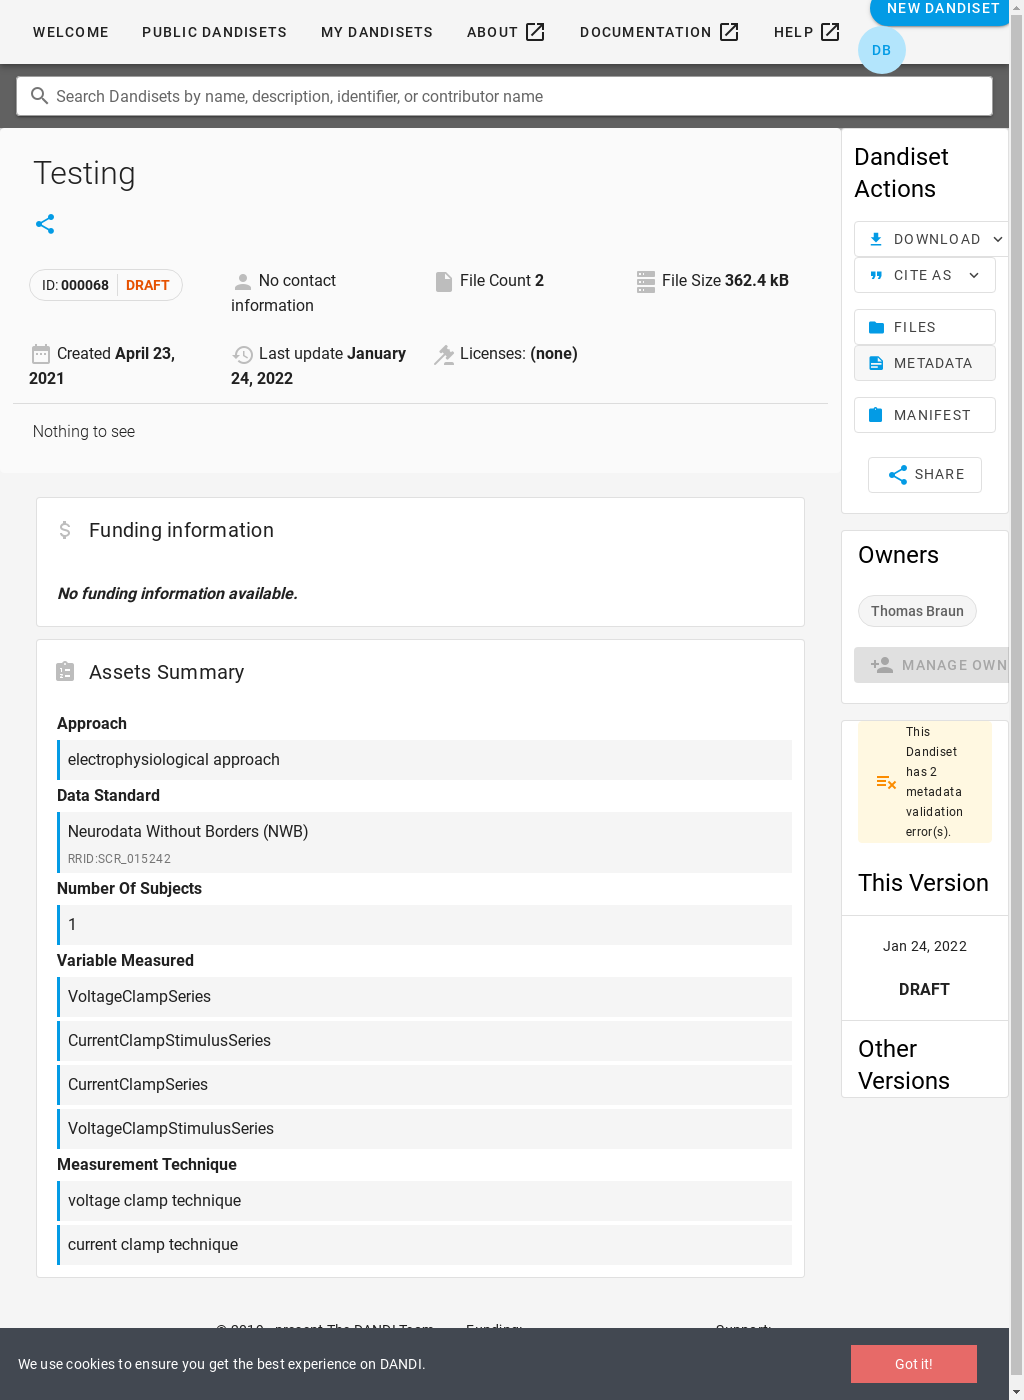 WELCOME PUBLIC DANDISETS MY DANDISETS ABOUT DOCUMENTATION HELP NEW DANDISET
DB
Search Dandisets by name, description, identifier, or contributor name
Testing
ID: 000068 DRAFT
No contact information
File Count 2
File Size 362.4 kB
Created April 23, 2021
Last update January 24, 2022
Licenses: (none)
Nothing to see
Funding information
No funding information available.
Assets Summary
Approach
electrophysiological approach
Data Standard
Neurodata Without Borders (NWB)
RRID:SCR_015242
Number Of Subjects
1
Variable Measured
VoltageClampSeries
CurrentClampStimulusSeries
CurrentClampSeries
VoltageClampStimulusSeries
Measurement Technique
voltage clamp technique
current clamp technique
Dandiset
Actions
DOWNLOAD
CITE AS
FILES
METADATA
MANIFEST
SHARE
Owners
Thomas Braun
MANAGE OWN
This
Dandiset
has 2
metadata
validation
error(s).
This Version
Jan 24, 2022
DRAFT
Other
Versions
present The DANDI Team Funding: Support:
We use cookies to ensure you get the best experience on DANDI.
Got it!